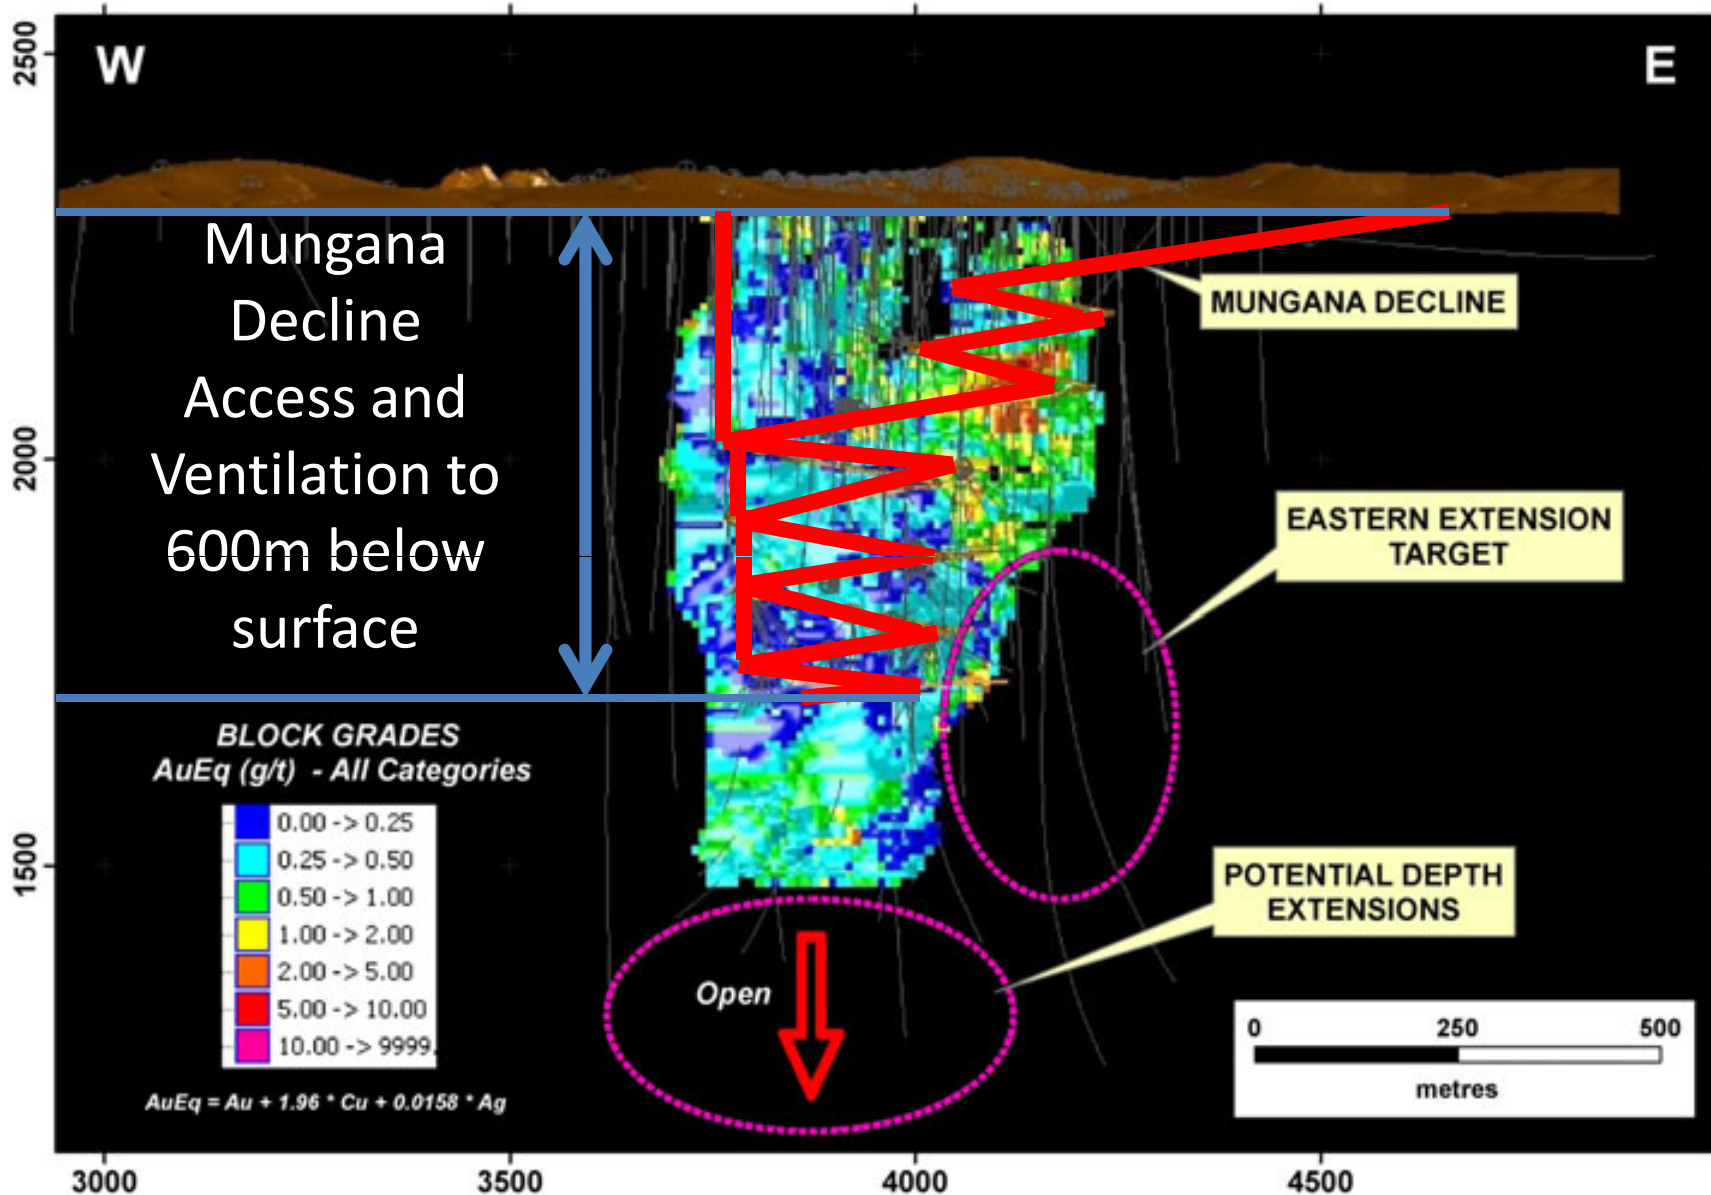 2500
W
E
Mungana
Decline
Access and
Ventilation to
600m below
surface
MUNGANA DECLINE
2000
EASTERN EXTENSION
TARGET
BLOCK GRADES
AuEq (g/t) - All Categories
0.00 -> 0.25
0.25 -> 0.50
0.50 -> 1.00
1.00 -> 2.00
2.00 -> 5.00
5.00 -> 10.00
10.00 -> 9999.
AuEq = Au + 1.96 * Cu + 0.0158 * Ag
1500
POTENTIAL DEPTH
EXTENSIONS
Open
0 250 500
metres
3000 3500 4000 4500